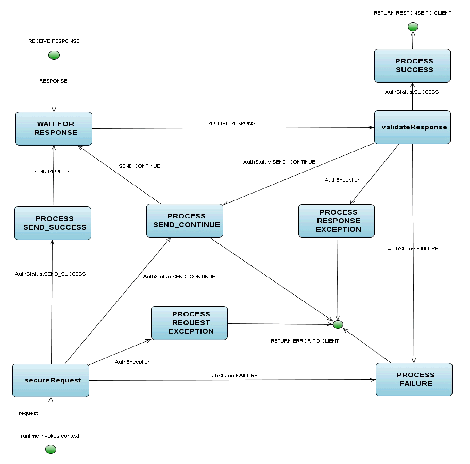 RETURN RESPONSE TO CLIENT
RECEIVE RESPONSE
PROCESS
SUCCESS
RESPONSE
AuthStatus.SUCCESS
WAIT FOR
RESPONSE
validateResponse
SEND_CONTINUE
AuthStatus.SEND_CONTINUE
AuthException
PROCESS
SEND_SUCCESS
PROCESS
SEND_CONTINUE
PROCESS
RESPONSE
EXCEPTION
AuthStatus.SEND_SUCCESS
AuthStatus.SEND_CONTINUE
PROCESS
REQUEST
EXCEPTION
RETURN ERROR TO CLIENT
AuthException
secureRequest
PROCESS
FAILURE
request